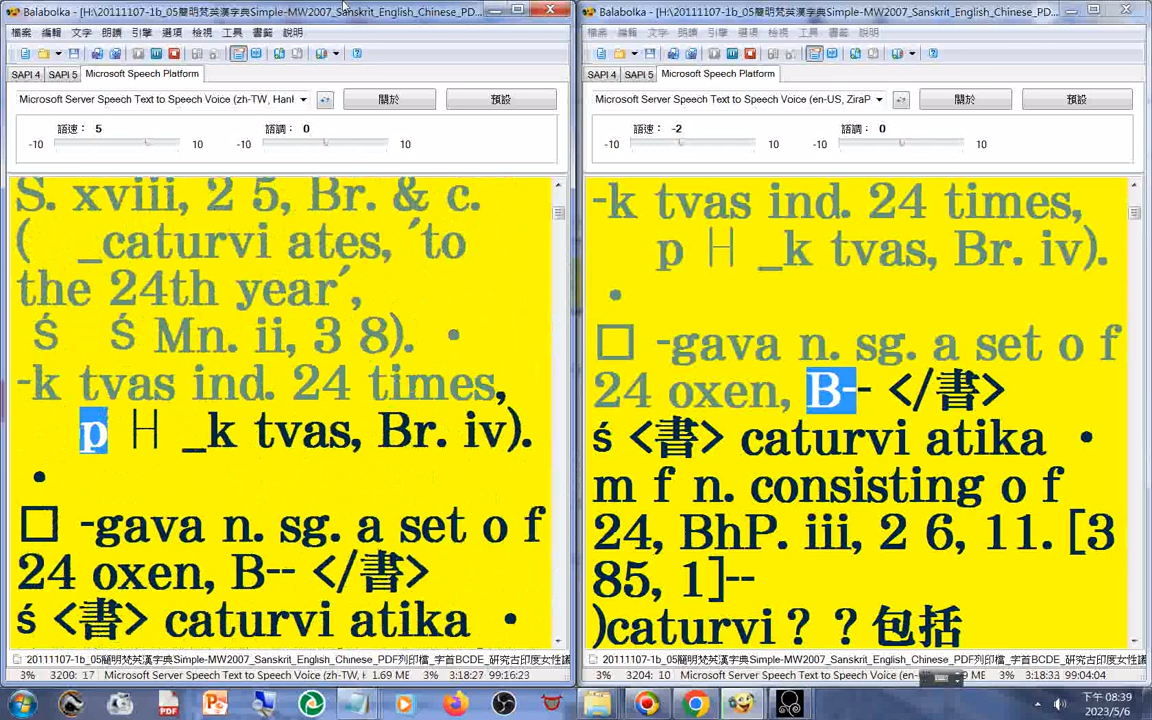 Balabolka - [H:\20111107-1b_05簡明梵英漢字典Simple-MW2007_Sanskrit_English_Chinese_PD...
檔案 編輯 文字 朗讀 引擎 選項 檢視 工具 書籤 說明
SAPI 4 SAPI 5 Microsoft Speech Platform
Microsoft Server Speech Text to Speech Voice (zh-TW, HanI 關於 預設
語速： 5 語調： 0
-10 10 -10 10
S. xviii, 2 5, Br. & c.
( _caturvi ates, 'to
the 24th year',
Ś Ś Mn. ii, 3 8). •
-k tvas ind. 24 times,
p H _k tvas, Br. iv).
•
□ -gava n. sg. a set o f
24 oxen, B-- </書>
ś <書> caturvi atika •
20111107-1b_05簡明梵英漢字典Simple-MW2007_Sanskrit_English_Chinese_PDF列印檔_字首BCDE_研究古印度女性議
3% 3200: 17 Microsoft Server Speech Text to Speech Voice (zh-TW, H 1.69 MB 3:18:27 99:16:23
Balabolka - [H:\20111107-1b_05簡明梵英漢字典Simple-MW2007_Sanskrit_English_Chinese_PD...
檔案 編輯 文字 朗讀 引擎 選項 檢視 工具 書籤 說明
SAPI 4 SAPI 5 Microsoft Speech Platform
Microsoft Server Speech Text to Speech Voice (en-US, ZiraP 關於 預設
語速： -2 語調： 0
-10 10 -10 10
-k tvas ind. 24 times,
p H _k tvas, Br. iv).
•
□ -gava n. sg. a set o f
24 oxen, B-- </書>
ś <書> caturvi atika •
m f n. consisting o f
24, BhP. iii, 2 6, 11. [3
85, 1]--
)caturvi？？包括
20111107-1b_05簡明梵英漢字典Simple-MW2007_Sanskrit_English_Chinese_PDF列印檔_字首BCDE_研究古印度女性議
3% 3204: 10 Microsoft Server Speech Text to Speech Voice (en-US, 9 MB 3:18:27 99:04:04
PDF
下午 08:39
2023/5/6